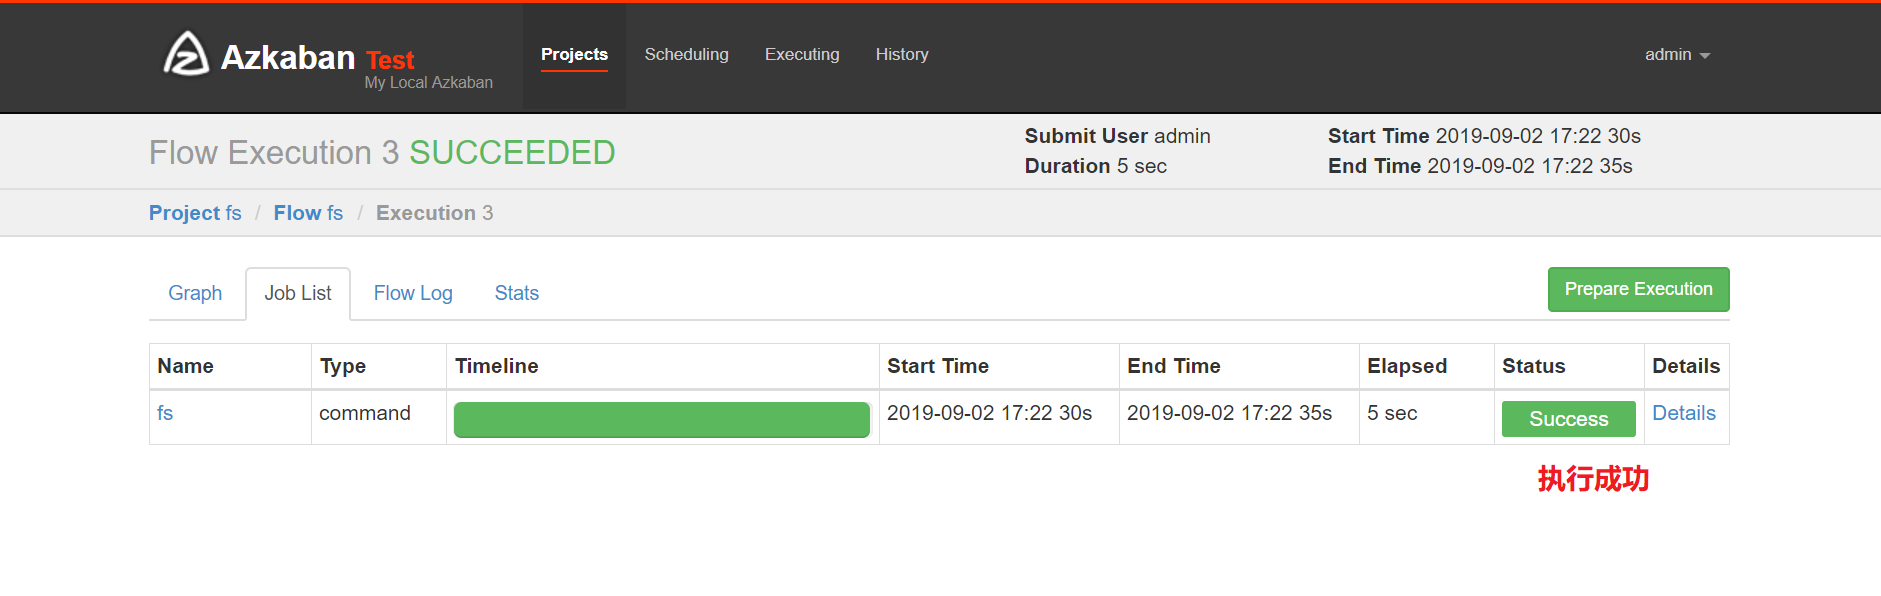 Azkaban Test
My Local Azkaban
Projects Scheduling Executing History admin
Flow Execution 3 SUCCEEDED
Submit User admin
Duration 5 sec
Start Time 2019-09-02 17:22 30s
End Time 2019-09-02 17:22 35s
Project fs / Flow fs / Execution 3
Graph Job List Flow Log Stats
Prepare Execution
Name Type Timeline Start Time End Time Elapsed Status Details
fs command 2019-09-02 17:22 30s 2019-09-02 17:22 35s 5 sec Success Details
执行成功